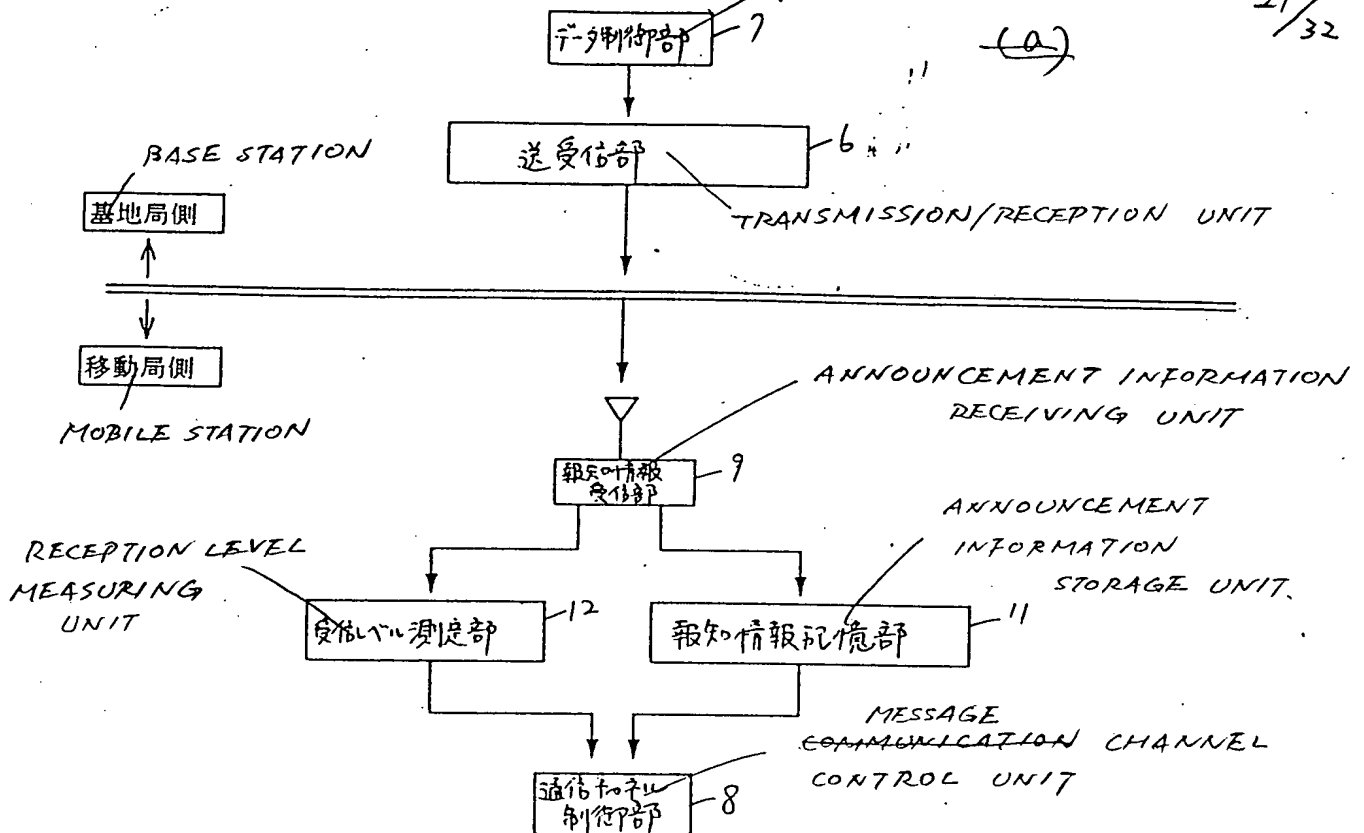 21/32
(a)
データ制御部
7
送受信部
6
BASE STATION
基地局側
TRANSMISSION/RECEPTION UNIT
移動局側
MOBILE STATION
ANNOUNCEMENT INFORMATION
RECEIVING UNIT
報知情報
受信部
9
ANNOUNCEMENT
INFORMATION
STORAGE UNIT.
RECEPTION LEVEL
MEASURING
UNIT
受信レベル測定部
12
報知情報記憶部
11
MESSAGE
COMMUNICATION CHANNEL
CONTROL UNIT
通信チャネル
制御部
8